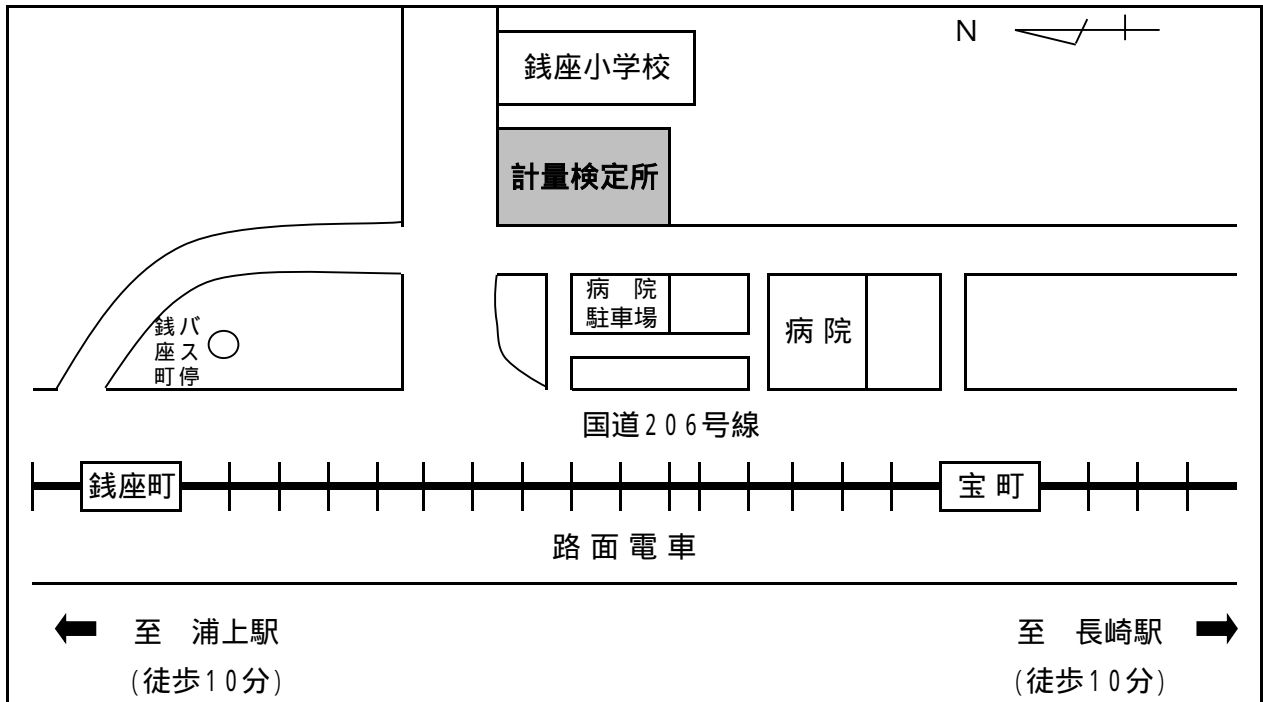 N
銭座小学校
計量検定所
病 院
駐車場
病 院
バス停
銭座町
国道206号線
銭座町
宝 町
路 面 電 車
至 浦上駅
(徒歩10分)
至 長崎駅
(徒歩10分)